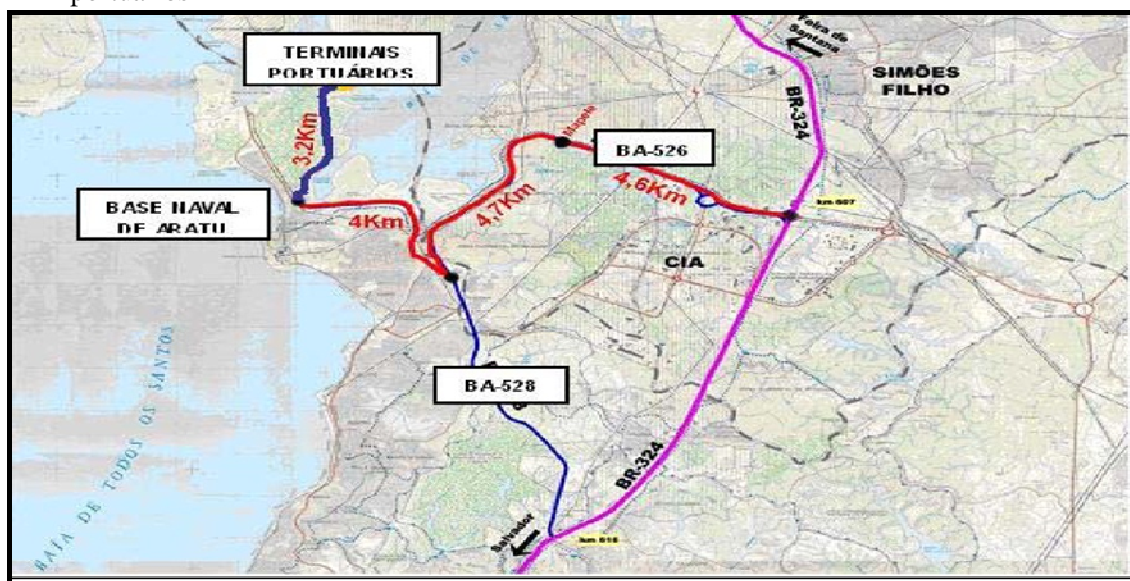 TERMINAIS
PORTUÁRIOS
Feira de
Santana
SIMÕES
FILHO
BR-324
3,2Km
Mapele
BA-526
4,6Km
BASE NAVAL
DE ARATU
4Km
4,7Km
km 607
CIA
BAÍA DE TODOS OS SANTOS
BA-528
BR-324
Salvador